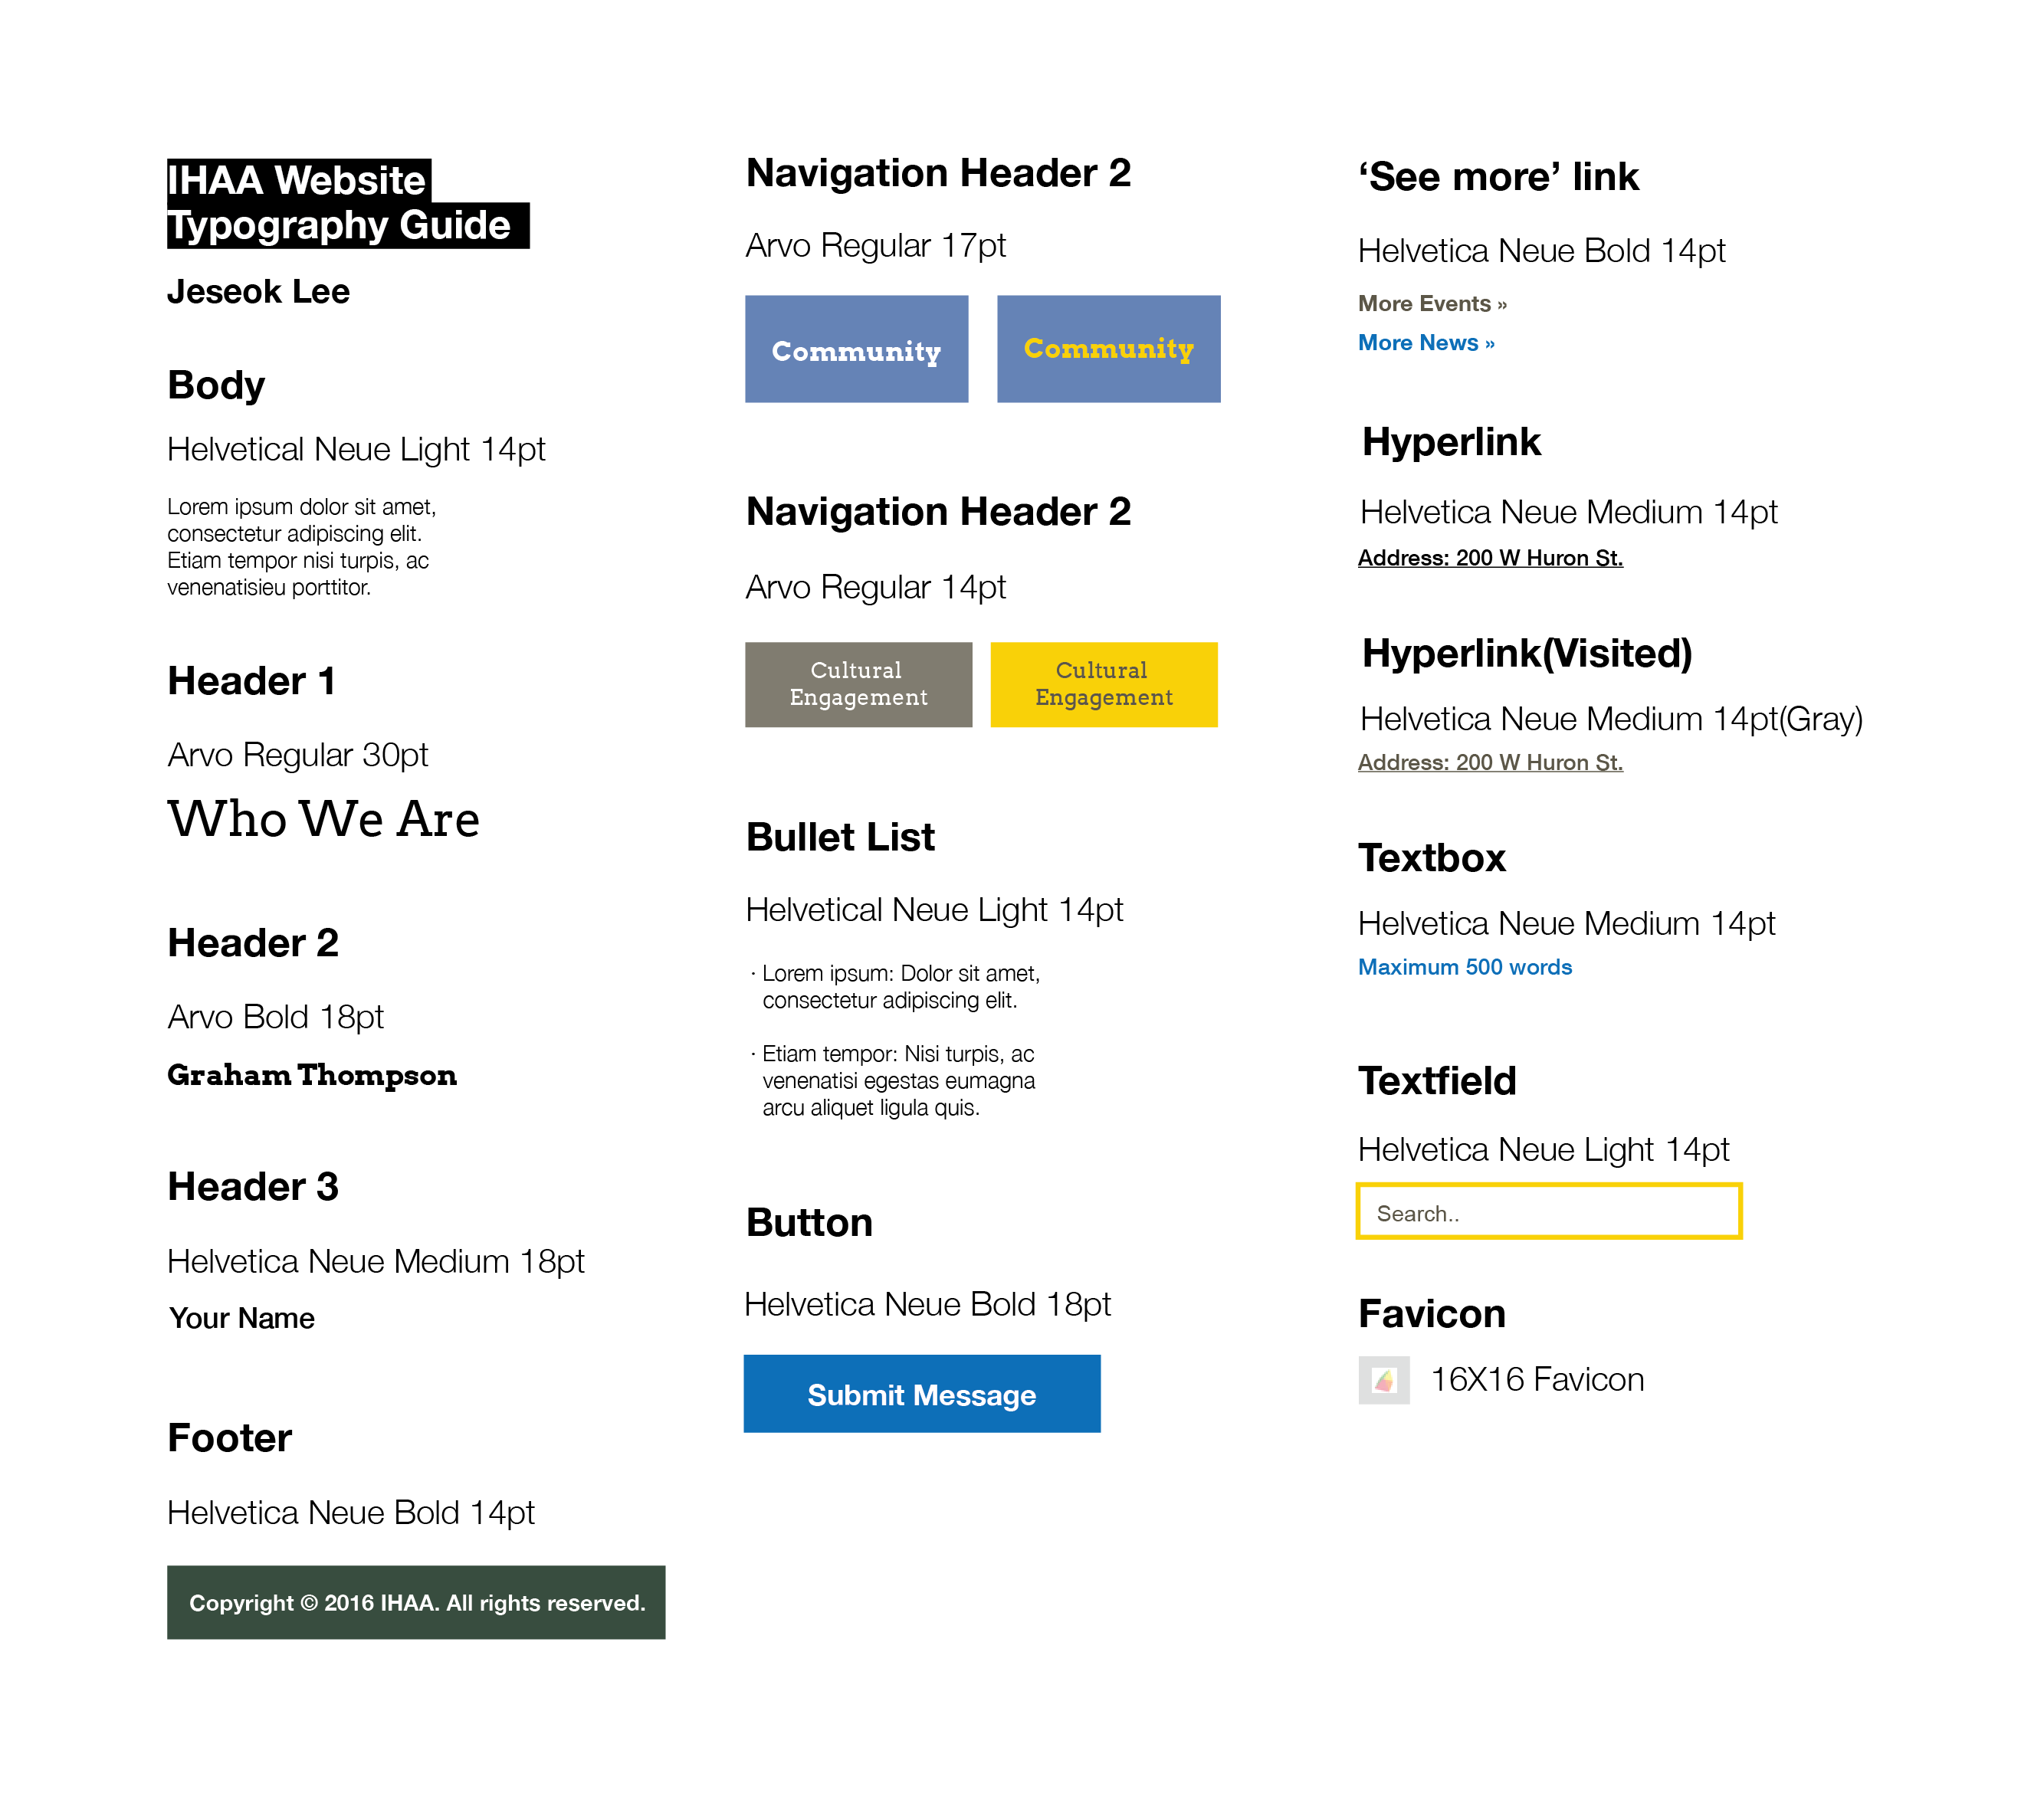 IHAA Website
Typography Guide
Jeseok Lee
Body
Helvetical Neue Light 14pt
Lorem ipsum dolor sit amet,
consectetur adipiscing elit.
Etiam tempor nisi turpis, ac
venenatisieu porttitor.
Header 1
Arvo Regular 30pt
Who We Are
Header 2
Arvo Bold 18pt
Graham Thompson
Header 3
Helvetica Neue Medium 18pt
Your Name
Footer
Helvetica Neue Bold 14pt
Copyright © 2016 IHAA. All rights reserved.
Navigation Header 2
Arvo Regular 17pt
Community
Community
Navigation Header 2
Arvo Regular 14pt
Cultural
Engagement
Cultural
Engagement
Bullet List
Helvetical Neue Light 14pt
· Lorem ipsum: Dolor sit amet,
consectetur adipiscing elit.
· Etiam tempor: Nisi turpis, ac
venenatisi egestas eumagna
arcu aliquet ligula quis.
Button
Helvetica Neue Bold 18pt
Submit Message
‘See more’ link
Helvetica Neue Bold 14pt
More Events »
More News »
Hyperlink
Helvetica Neue Medium 14pt
Address: 200 W Huron St.
Hyperlink(Visited)
Helvetica Neue Medium 14pt(Gray)
Address: 200 W Huron St.
Textbox
Helvetica Neue Medium 14pt
Maximum 500 words
Textfield
Helvetica Neue Light 14pt
Search..
Favicon
16X16 Favicon